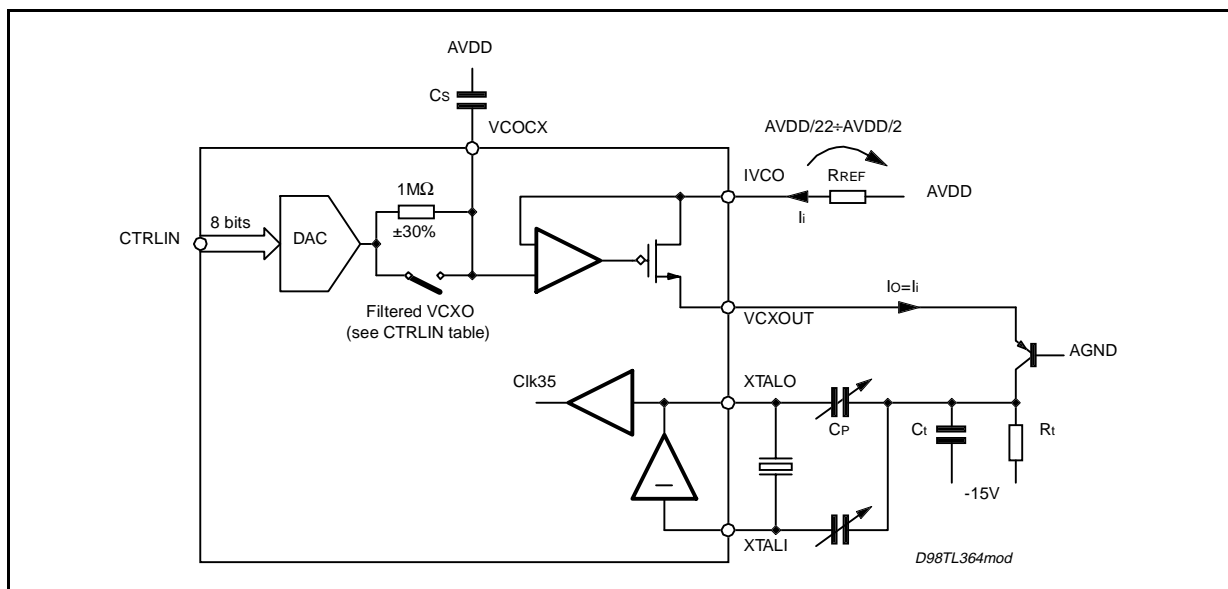 AVDD
Cs
VCOCX
AVDD/22÷AVDD/2
IVCO
RREF
AVDD
Ii
1MΩ
±30%
8 bits
CTRLIN
DAC
Filtered VCXO
(see CTRLIN table)
IO=Ii
VCXOUT
AGND
Clk35
XTALO
CP
Ct
Rt
-15V
XTALI
D98TL364mod